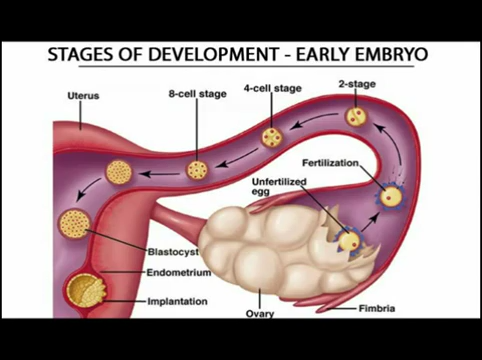 STAGES OF DEVELOPMENT - EARLY EMBRYO
2-stage
4-cell stage
8-cell stage
Uterus
Fertilization
Unfertilized
egg
Blastocyst
Endometrium
Implantation
Ovary
Fimbria